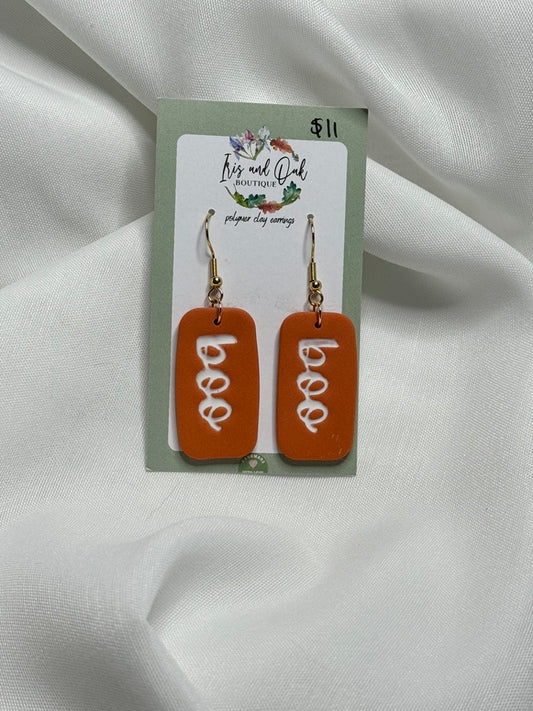 $11
Iris and Oak
BOUTIQUE
polymer clay earrings
boo
boo